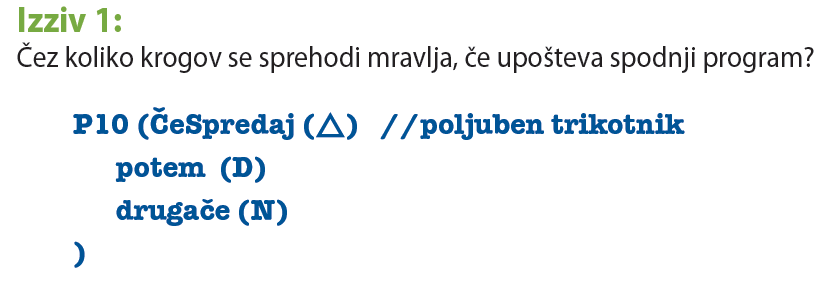 Izziv 1:
Čez koliko krogov se sprehodi mravlja, če upošteva spodnji program?
P10 (ČeSpredaj (△) //poljuben trikotnik
potem (D)
drugače (N)
)